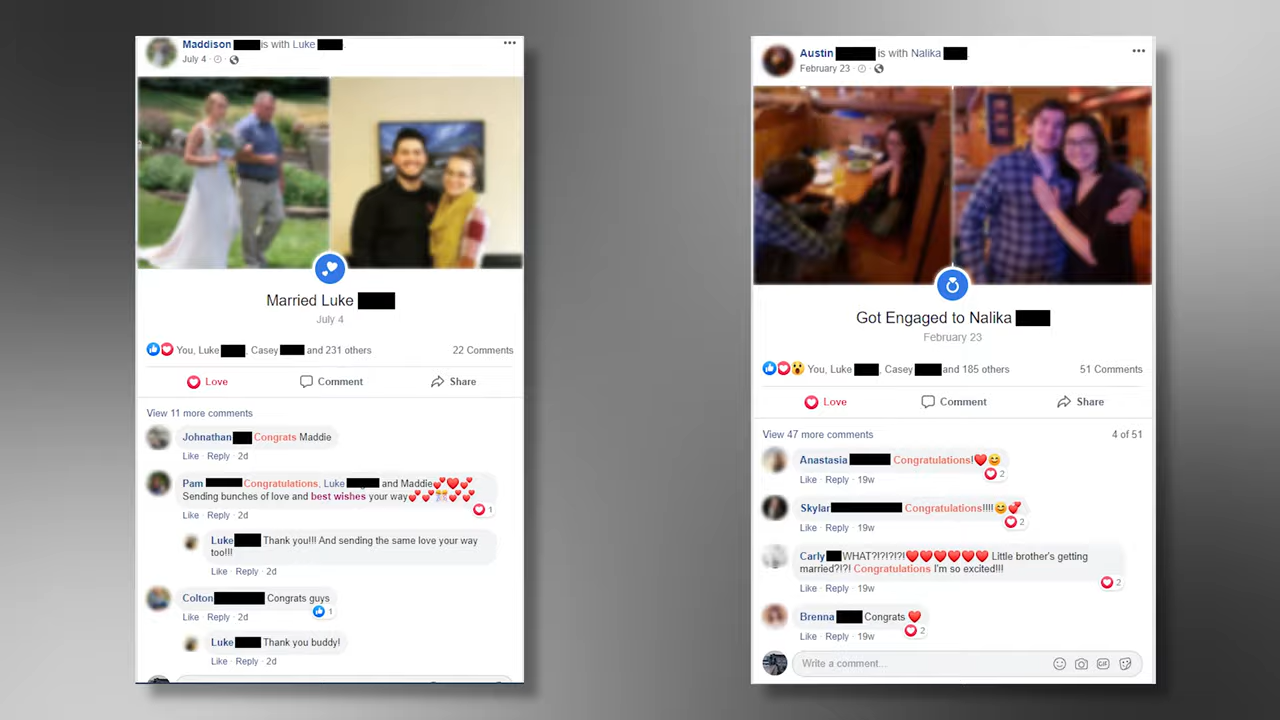 Maddison is with Luke .
July 4 ·
Married Luke
July 4
You, Luke , Casey and 231 others
22 Comments
Love
Comment
Share
View 11 more comments
Johnathan Congrats Maddie
Like · Reply · 2d
Pam Congratulations, Luke and Maddie
Sending bunches of love and best wishes your way
1
Like · Reply · 2d
Luke Thank you!!! And sending the same love your way
too!!!
Like · Reply · 2d
Colton Congrats guys
1
Like · Reply · 2d
Luke Thank you buddy!
Like · Reply · 2d
Austin is with Nalika .
February 23 ·
Got Engaged to Nalika
February 23
You, Luke , Casey and 185 others
51 Comments
Love
Comment
Share
View 47 more comments
4 of 51
Anastasia Congratulations!
2
Like · Reply · 19w
Skylar Congratulations!!!!
2
Like · Reply · 19w
Carly WHAT?!?!?!?! Little brother's getting
married?!?! Congratulations I'm so excited!!!
2
Like · Reply · 19w
Brenna Congrats
2
Like · Reply · 19w
Write a comment...
GIF